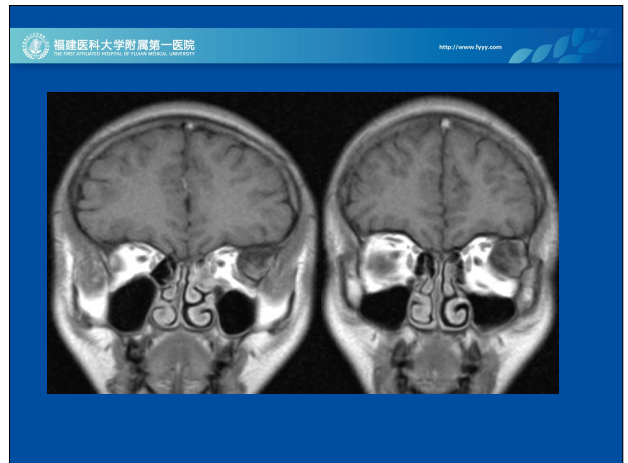 福建医科大学附属第一医院
THE FIRST AFFILIATED HOSPITAL OF FUJIAN MEDICAL UNIVERSITY
http://www.fyyy.com